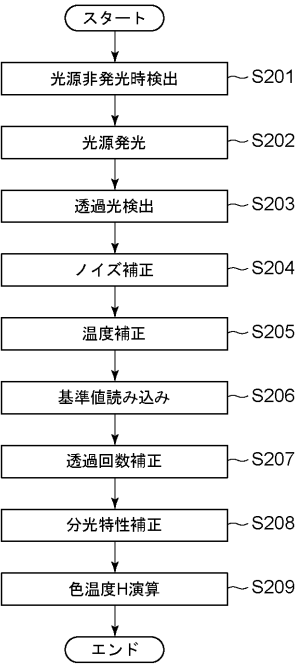 スタート
光源非発光時検出 S201
光源発光 S202
透過光検出 S203
ノイズ補正 S204
温度補正 S205
基準値読み込み S206
透過回数補正 S207
分光特性補正 S208
色温度H演算 S209
エンド